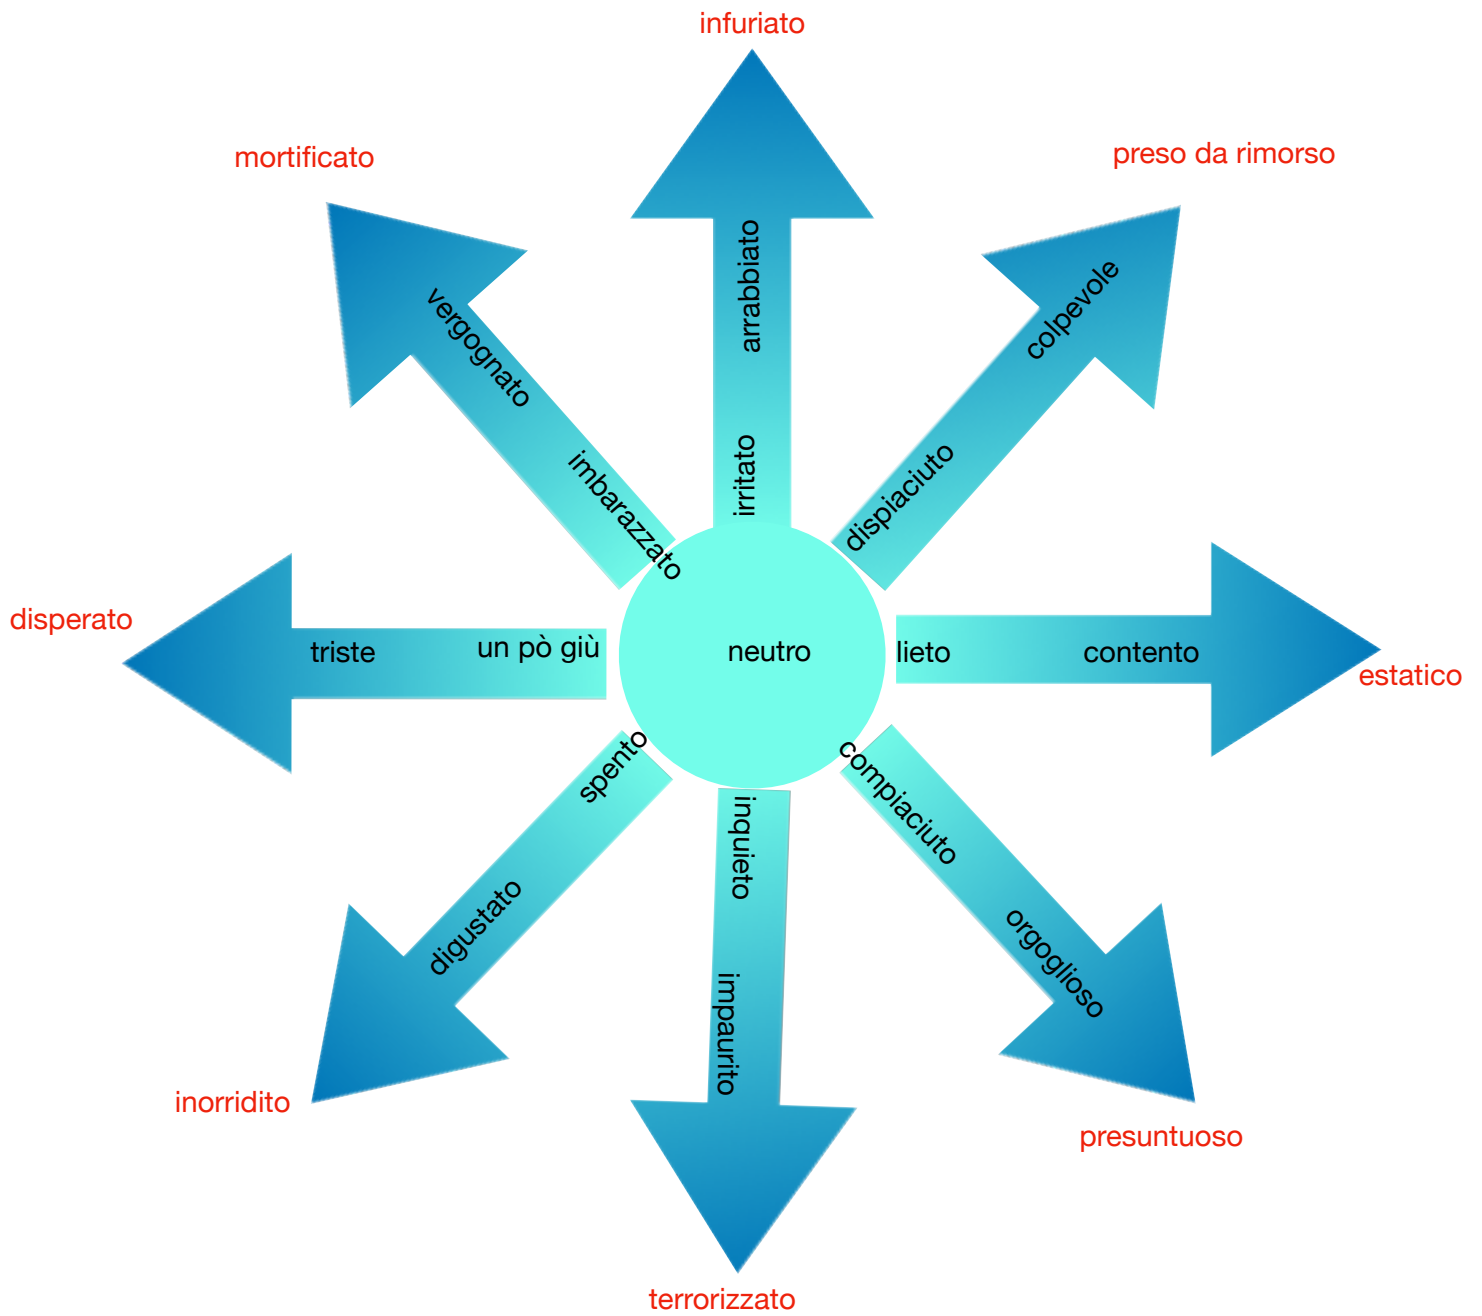 infuriato
mortificato
preso da rimorso
arrabbiato
colpevole
vergognato
irritato
dispiaciuto
imbarazzato
disperato
triste
un pò giù
neutro
lieto
contento
estatico
spento
compiaciuto
inquieto
digustato
orgoglioso
impaurito
inorridito
presuntuoso
terrorizzato